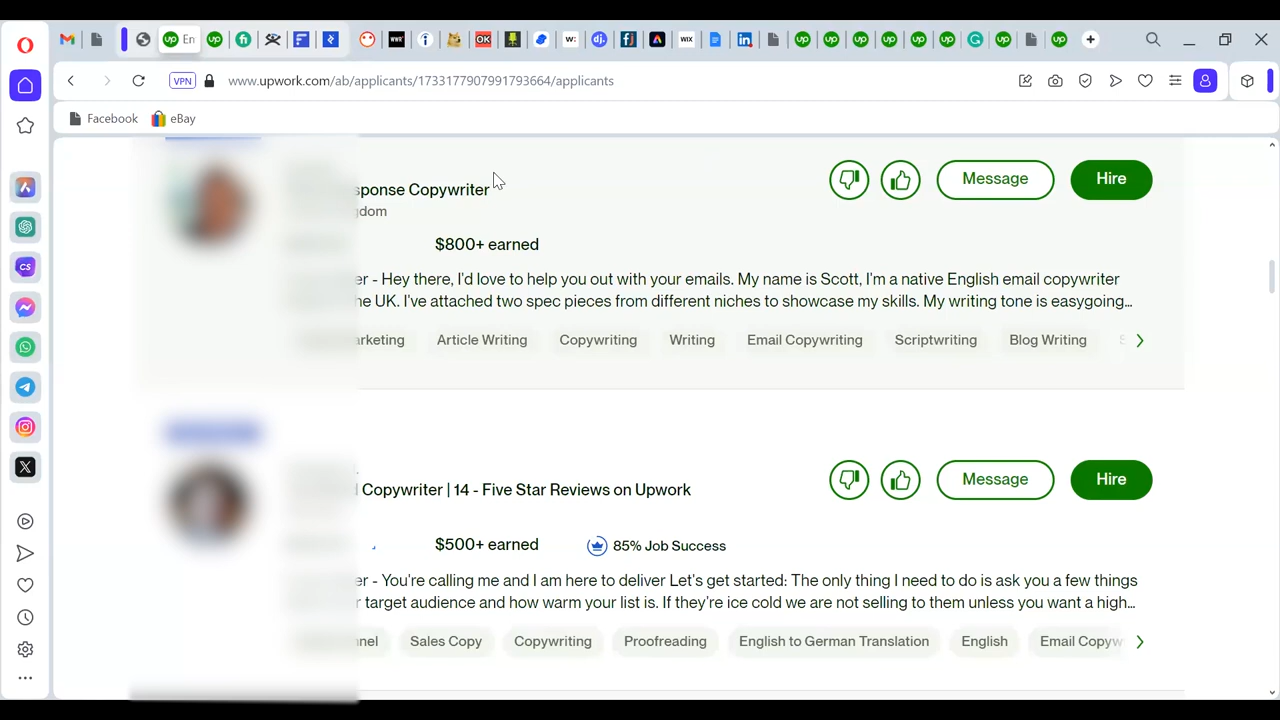 En
www.upwork.com/ab/applicants/1733177907991793664/applicants
VPN
Facebook
eBay
sponse Copywriter
gdom
Message
Hire
$800+ earned
er - Hey there, I'd love to help you out with your emails. My name is Scott, I'm a native English email copywriter
he UK. I've attached two spec pieces from different niches to showcase my skills. My writing tone is easygoing...
rketing
Article Writing
Copywriting
Writing
Email Copywriting
Scriptwriting
Blog Writing
S
Copywriter | 14 - Five Star Reviews on Upwork
Message
Hire
$500+ earned
85% Job Success
er - You're calling me and I am here to deliver Let's get started: The only thing I need to do is ask you a few things
r target audience and how warm your list is. If they're ice cold we are not selling to them unless you want a high...
nel
Sales Copy
Copywriting
Proofreading
English to German Translation
English
Email Copyw